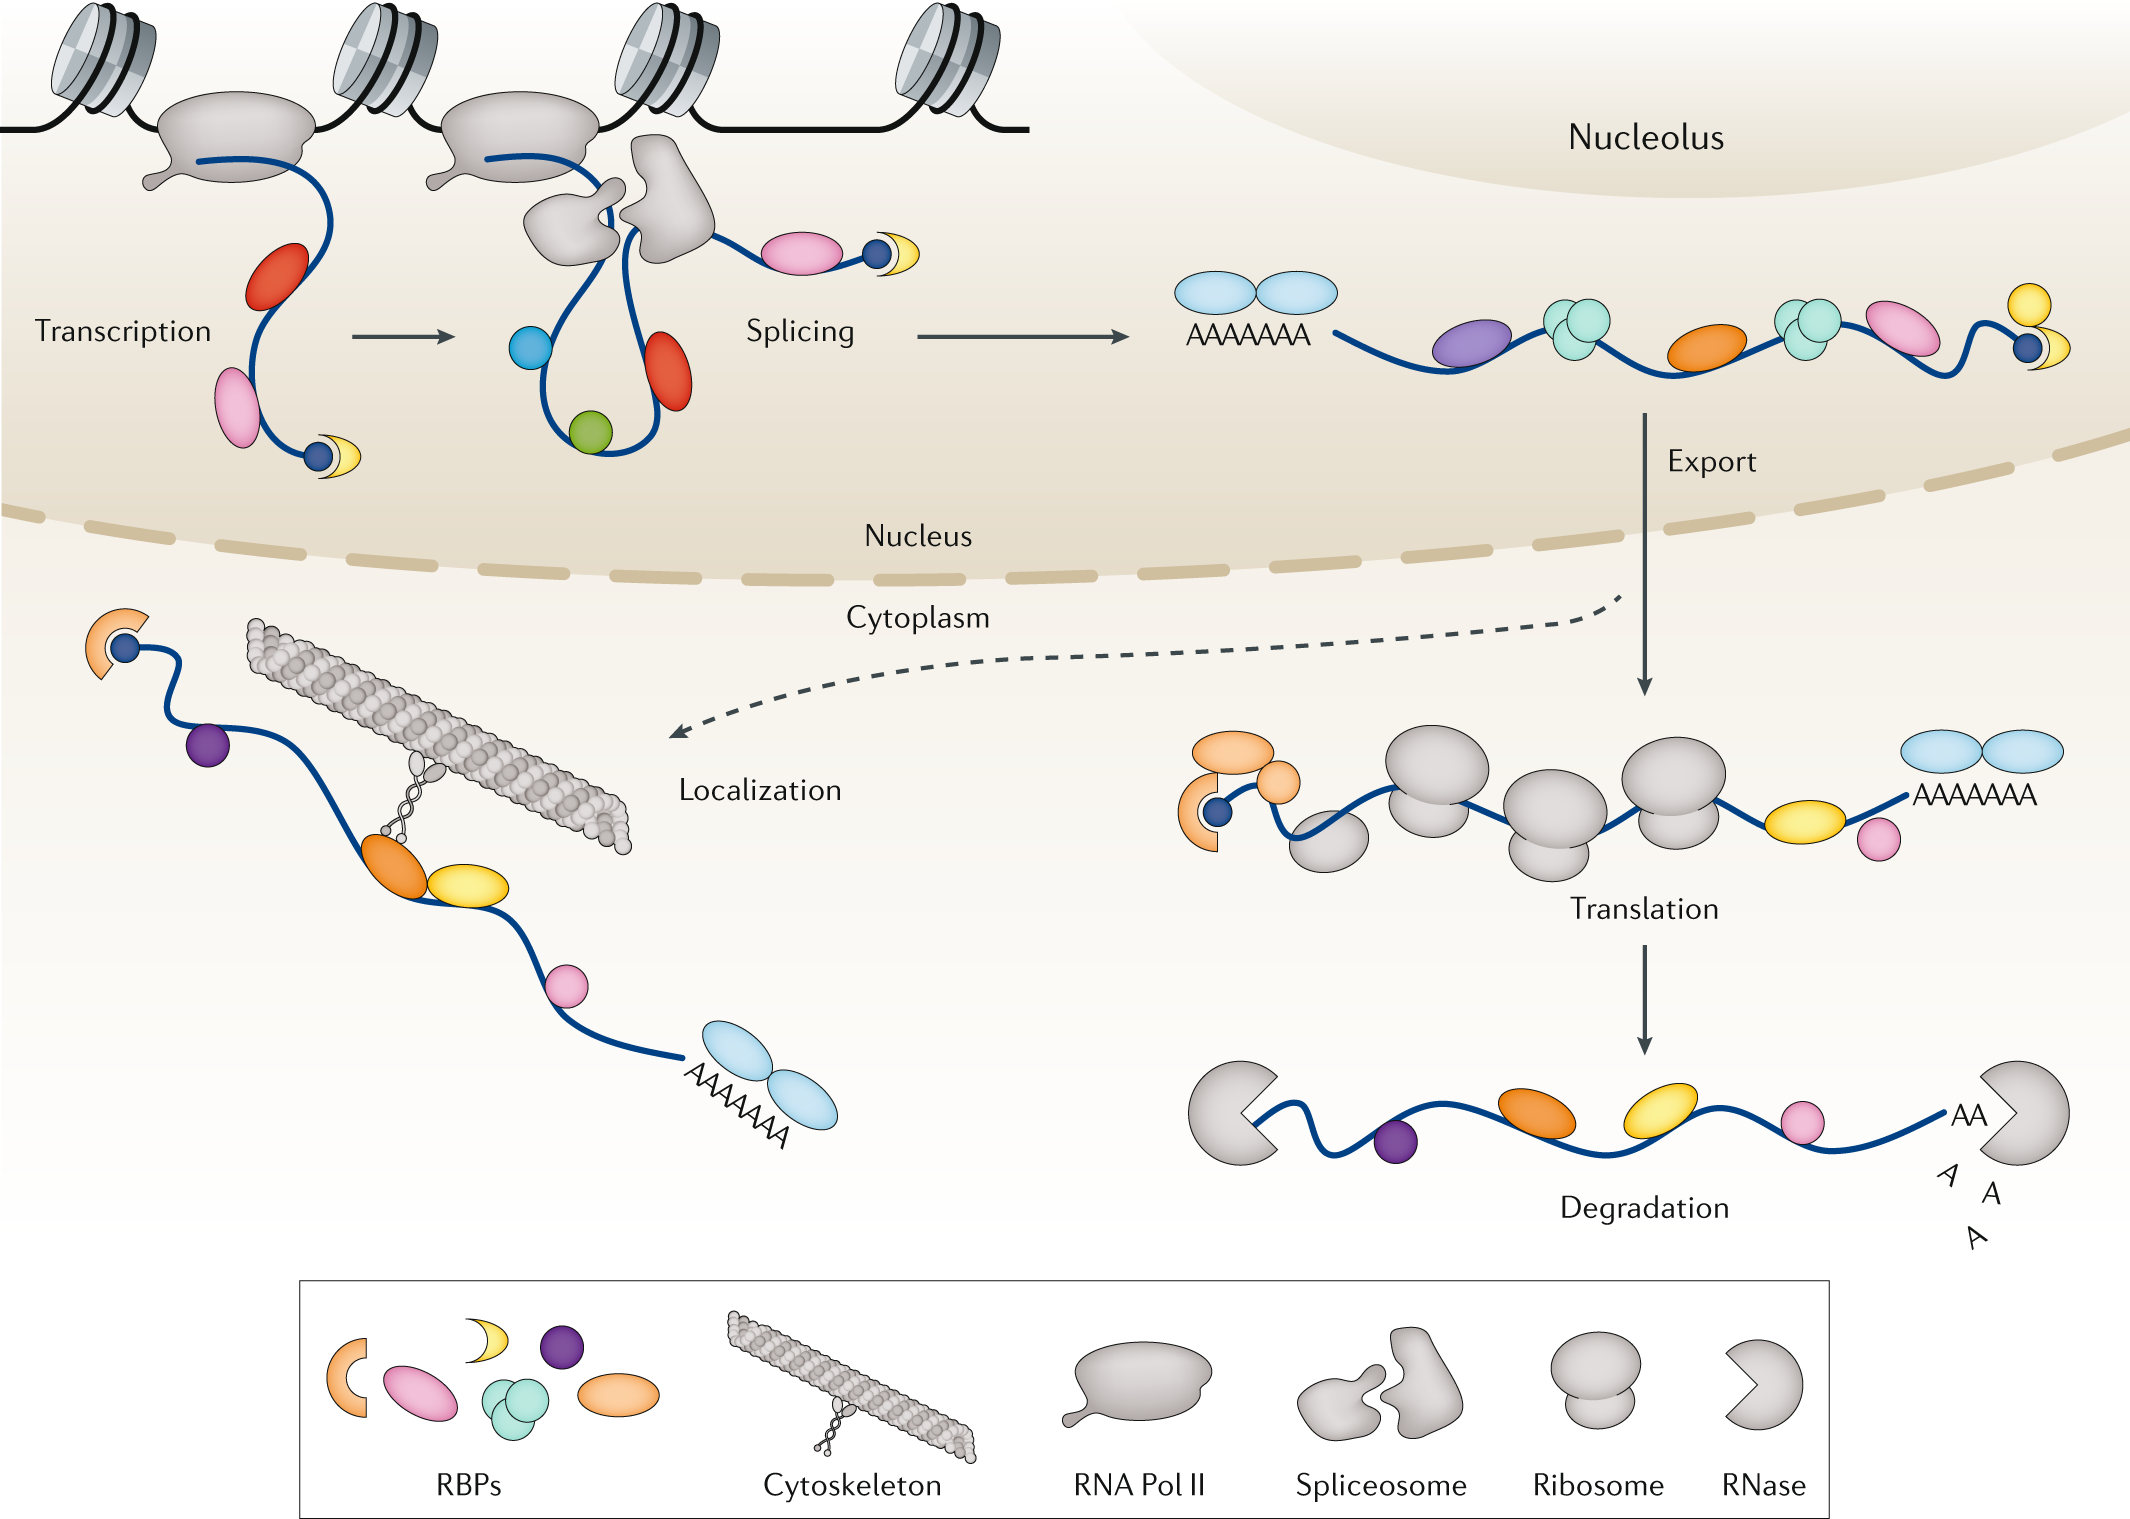 Nucleolus
Transcription
Splicing
AAAAAAA
Export
Nucleus
Cytoplasm
Localization
AAAAAAA
Translation
AAAAAAA
AA
A
A
A
Degradation
RBPs
Cytoskeleton
RNA Pol II
Spliceosome
Ribosome
RNase